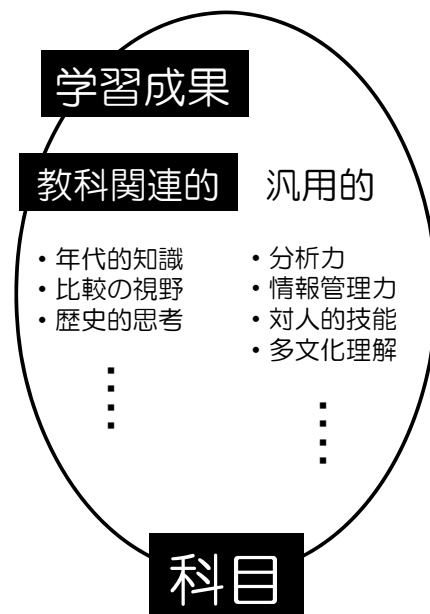 学習成果
教科関連的
・年代的知識
・比較の視野
・歴史的思考
汎用的
・分析力
・情報管理力
・対人的技能
・多文化理解
科目